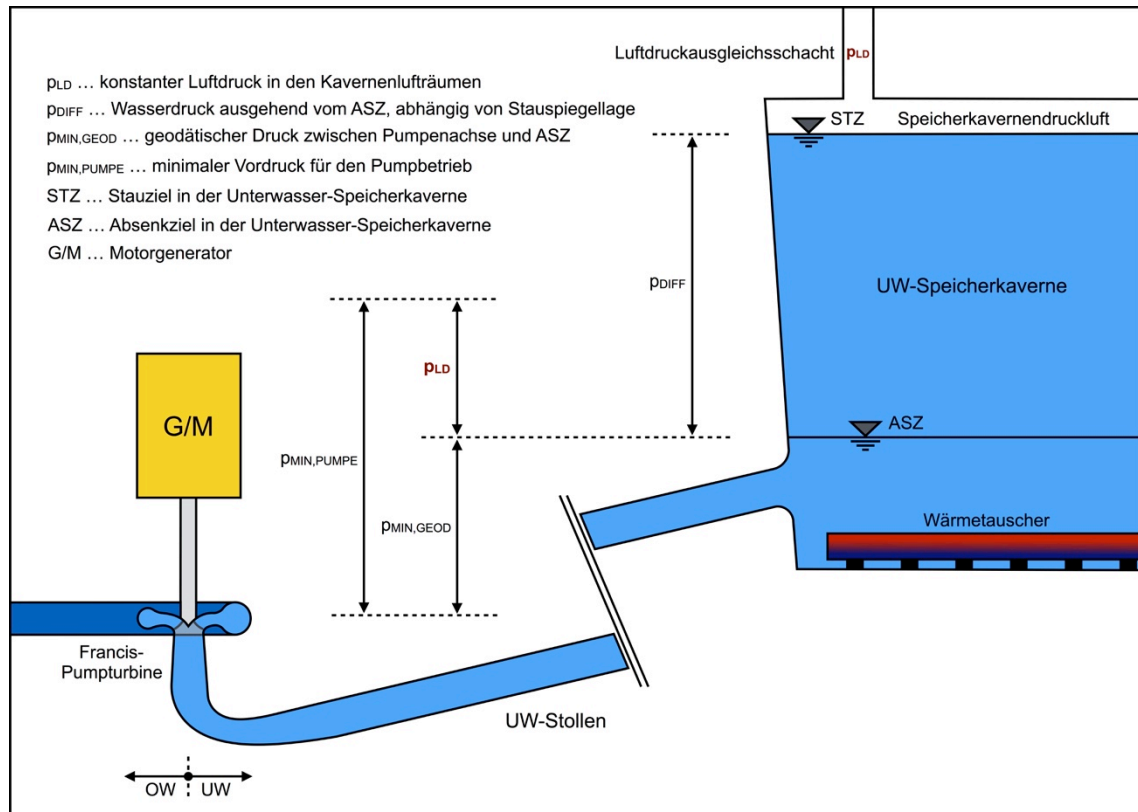 Luftdruckausgleichsschacht
pLD
pLD … konstanter Luftdruck in den Kavernenlufträumen
pDIFF … Wasserdruck ausgehend vom ASZ, abhängig von Stauspiegellage
pMIN,GEOD … geodätischer Druck zwischen Pumpenachse und ASZ
pMIN,PUMPE … minimaler Vordruck für den Pumpbetrieb
STZ … Stauziel in der Unterwasser-Speicherkaverne
ASZ … Absenkziel in der Unterwasser-Speicherkaverne
G/M … Motorgenerator
STZ
Speicherkavernendruckluft
pDIFF
UW-Speicherkaverne
pLD
G/M
ASZ
pMIN,PUMPE
pMIN,GEOD
Wärmetauscher
Francis-
Pumpturbine
UW-Stollen
OW
UW